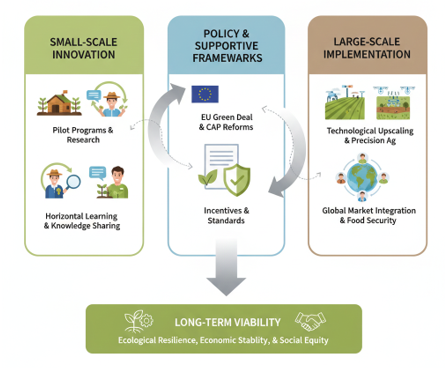 SMALL-SCALE
INNOVATION
Pilot Programs &
Research
Horizontal Learning
& Knowledge Sharing
POLICY &
SUPPORTIVE
FRAMEWARKS
EU Green Deal
& CAP Reforms
Incentives &
Standards
LARGE-SCALE
IMPLEMENTATION
Technological Upscaling
& Precision Ag
Global Market Integration
& Food Security
LONG-TERM VIABILITY
Ecological Resilience, Economic Stablity, & Social Equity